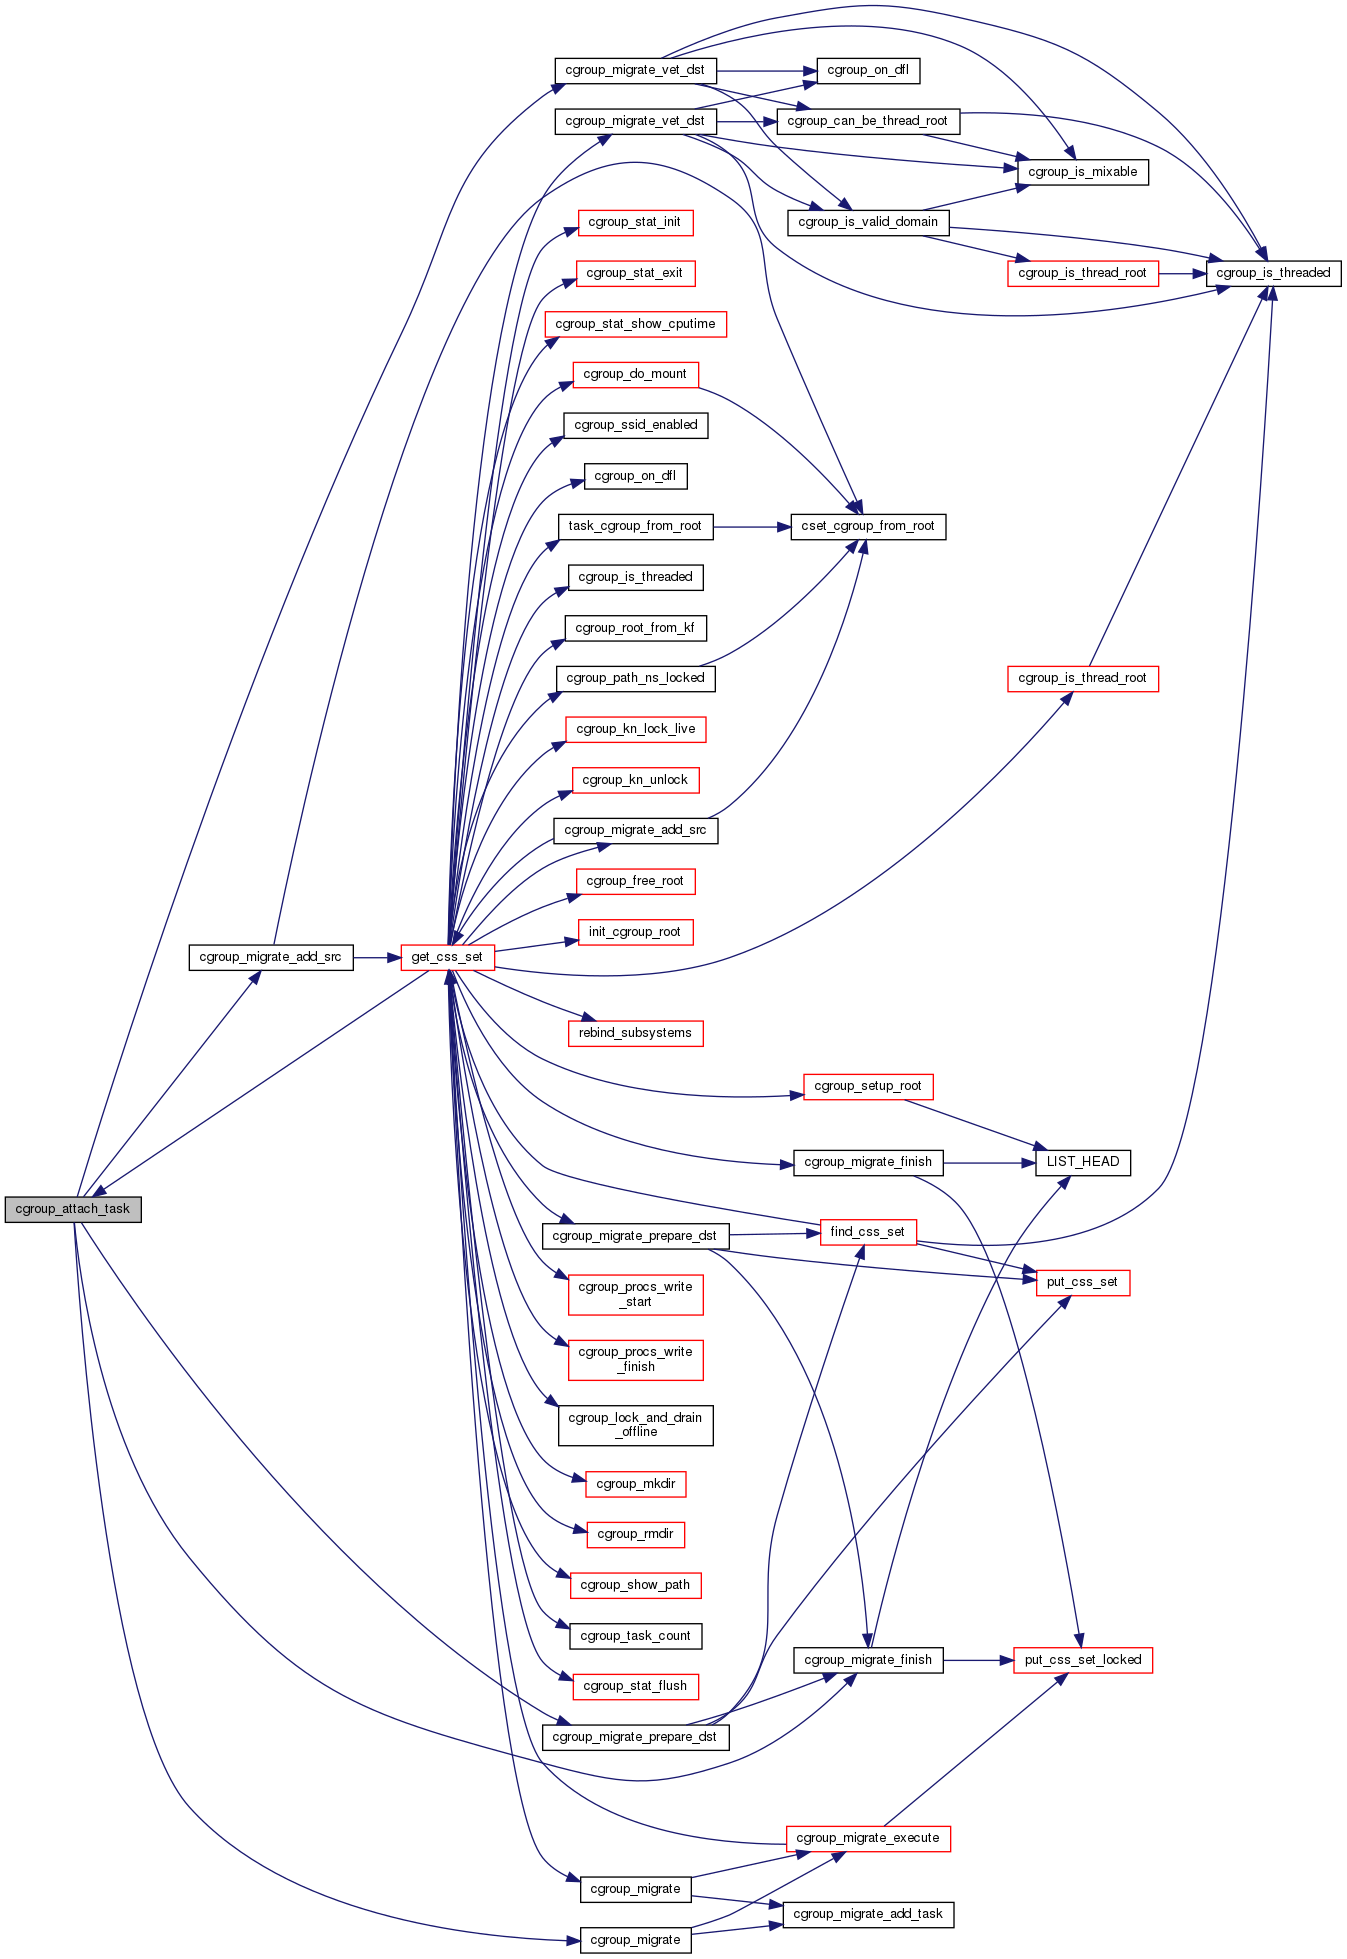 cgroup_migrate_vet_dst
cgroup_on_dfl
cgroup_migrate_vet_dst
cgroup_can_be_thread_root
cgroup_is_mixable
cgroup_stat_init
cgroup_is_valid_domain
cgroup_stat_exit
cgroup_is_thread_root
cgroup_is_threaded
cgroup_stat_show_cputime
cgroup_do_mount
cgroup_ssid_enabled
cgroup_on_dfl
task_cgroup_from_root
cset_cgroup_from_root
cgroup_is_threaded
cgroup_root_from_kf
cgroup_path_ns_locked
cgroup_is_thread_root
cgroup_kn_lock_live
cgroup_kn_unlock
cgroup_migrate_add_src
cgroup_free_root
init_cgroup_root
cgroup_migrate_add_src
get_css_set
rebind_subsystems
cgroup_setup_root
cgroup_migrate_finish
LIST_HEAD
cgroup_attach_task
cgroup_migrate_prepare_dst
find_css_set
cgroup_procs_write
_start
put_css_set
cgroup_procs_write
_finish
cgroup_lock_and_drain
_offline
cgroup_mkdir
cgroup_rmdir
cgroup_show_path
cgroup_task_count
cgroup_migrate_finish
put_css_set_locked
cgroup_stat_flush
cgroup_migrate_prepare_dst
cgroup_migrate_execute
cgroup_migrate
cgroup_migrate_add_task
cgroup_migrate